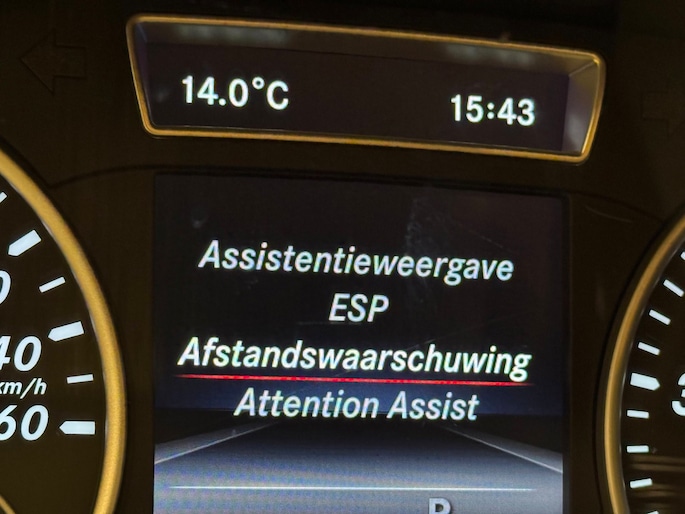 14.0°C 15:43
Assistentieweergave
ESP
Afstandswaarschuwing
Attention Assist
40
km/h
60